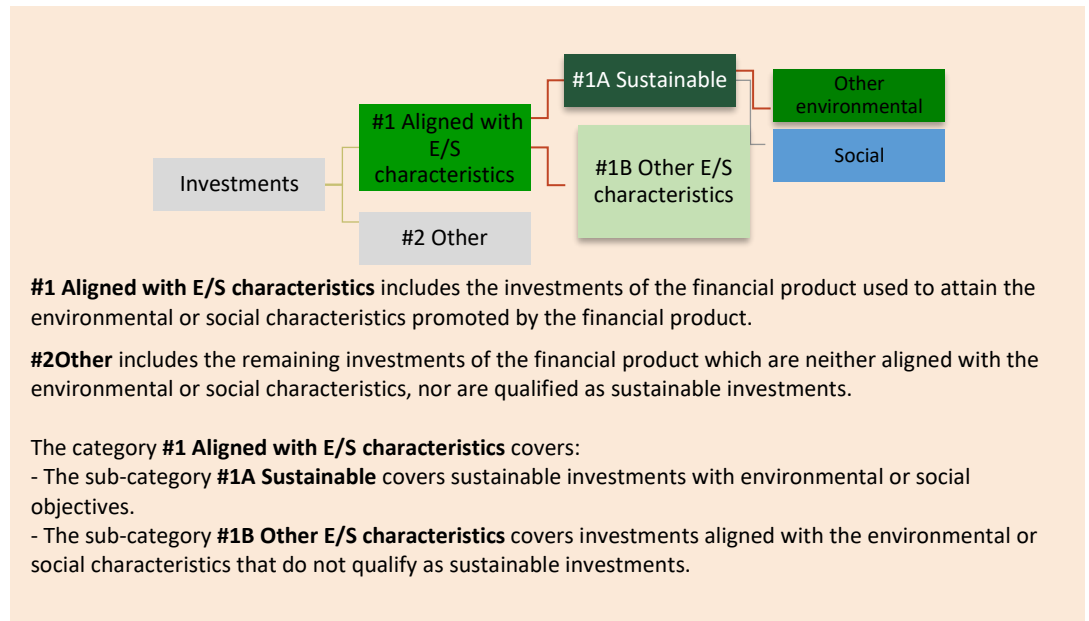 #1A Sustainable
Other
environmental
#1 Aligned with
E/S
characteristics
Social
#1B Other E/S
characteristics
Investments
#2 Other
#1 Aligned with E/S characteristics includes the investments of the financial product used to attain the
environmental or social characteristics promoted by the financial product.
#2Other includes the remaining investments of the financial product which are neither aligned with the
environmental or social characteristics, nor are qualified as sustainable investments.
The category #1 Aligned with E/S characteristics covers:
- The sub-category #1A Sustainable covers sustainable investments with environmental or social
objectives.
- The sub-category #1B Other E/S characteristics covers investments aligned with the environmental or
social characteristics that do not qualify as sustainable investments.